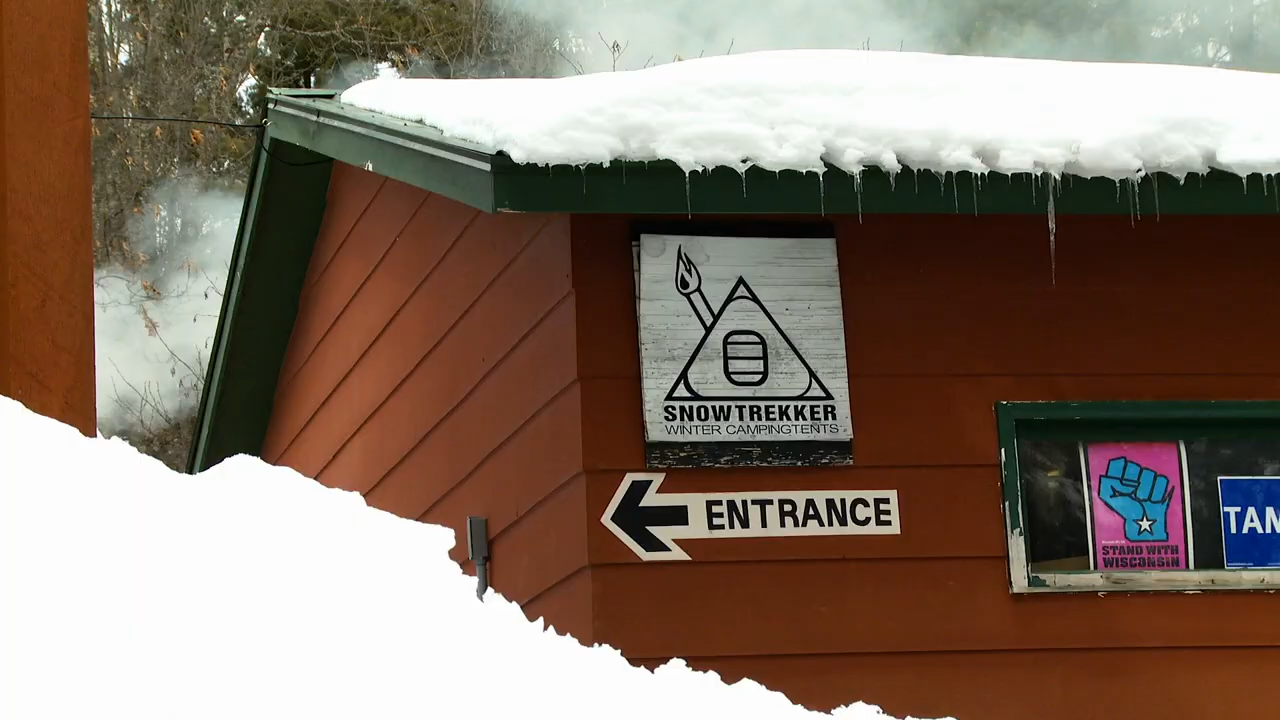 SNOWTREKKER
WINTER CAMPINGTENTS
ENTRANCE
STAND WITH
WISCONSIN
TAM